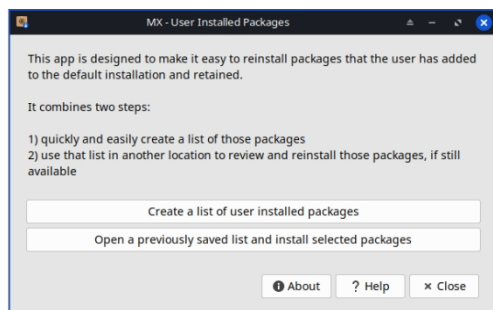 MX - User Installed Packages
This app is designed to make it easy to reinstall packages that the user has added
to the default installation and retained.
It combines two steps:
1) quickly and easily create a list of those packages
2) use that list in another location to review and reinstall those packages, if still
available
Create a list of user installed packages
Open a previously saved list and install selected packages
About ? Help × Close